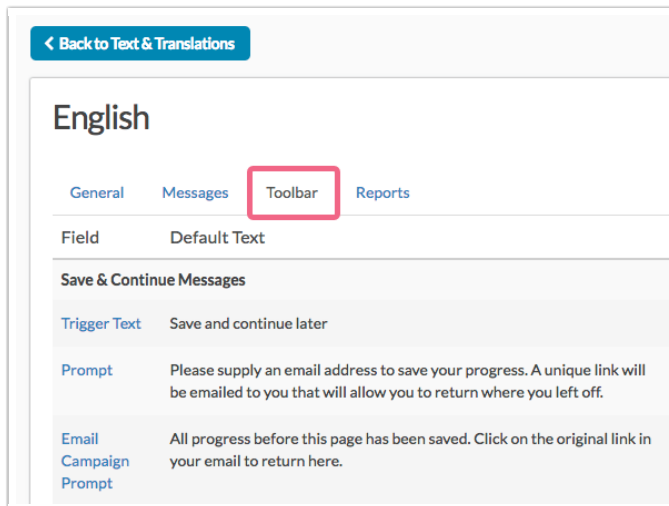 Back to Text & Translations
English
General Messages Toolbar Reports
Field Default Text
Save & Continue Messages
Trigger Text Save and continue later
Prompt Please supply an email address to save your progress. A unique link will
be emailed to you that will allow you to return where you left off.
Email All progress before this page has been saved. Click on the original link in
Campaign your email to return here.
Prompt